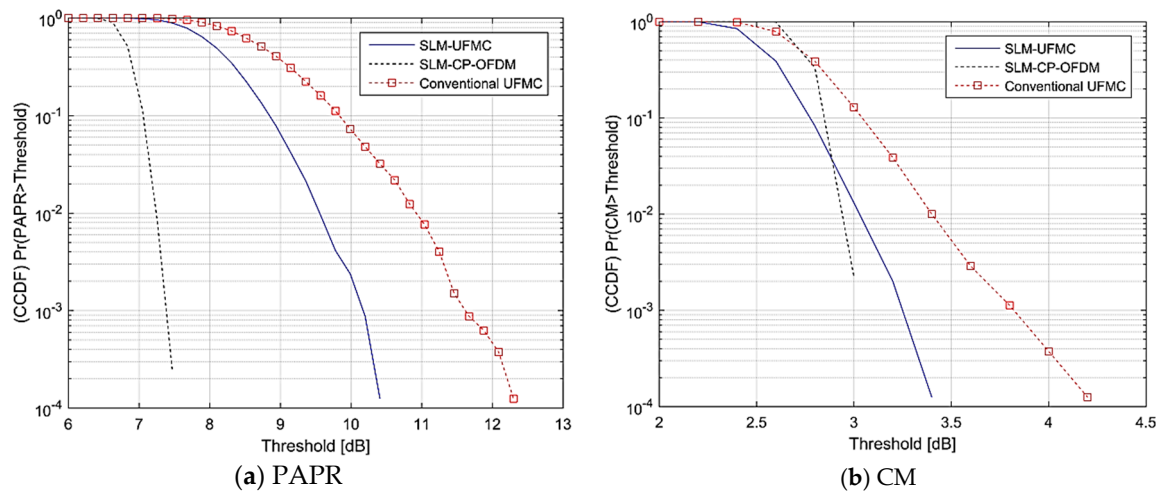 10^0
10^-1
10^-2
10^-3
10^-4
(CCDF) Pr(PAPR>Threshold)
SLM-UFMC
SLM-CP-OFDM
Conventional UFMC
6 7 8 9 10 11 12 13
Threshold [dB]
(a) PAPR
10^0
10^-1
10^-2
10^-3
10^-4
(CCDF) Pr(CM>Threshold)
SLM-UFMC
SLM-CP-OFDM
Conventional UFMC
2 2.5 3 3.5 4 4.5
Threshold [dB]
(b) CM